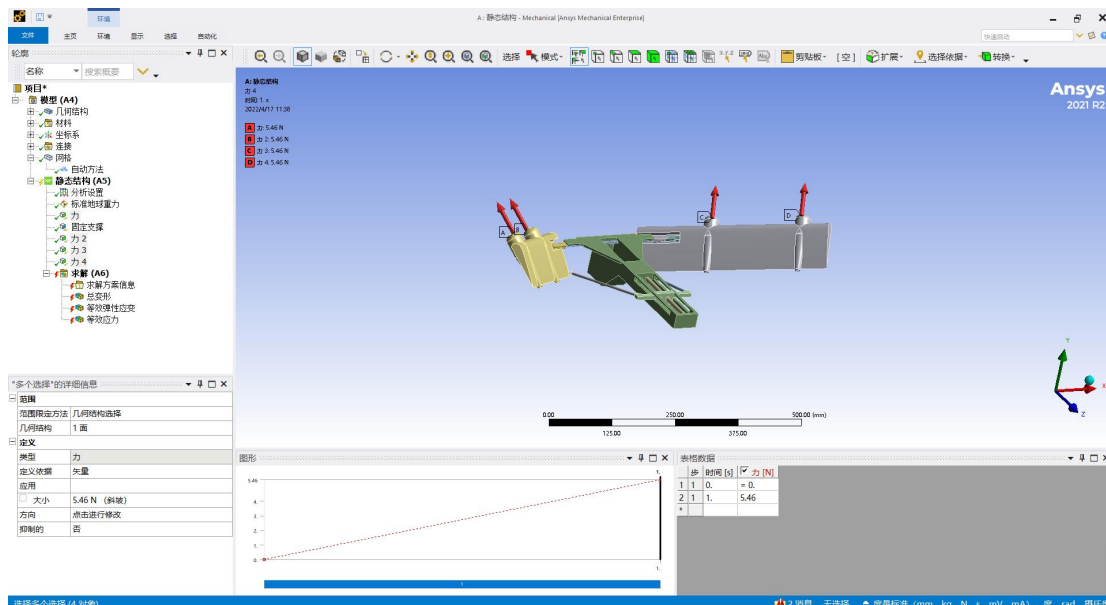 A : 静态结构 - Mechanical [Ansys Mechanical Enterprise]
环境
文件 主页 环境 显示 选择 自动化
快速启动
轮廓
名称 搜索概要
选择 模式 剪贴板 [空] 扩展 选择依据 转换
项目*
模型 (A4)
几何结构
材料
坐标系
连接
网格
自动方法
静态结构 (A5)
分析设置
标准地球重力
力
固定支撑
力 2
力 3
力 4
求解 (A6)
求解方案信息
总变形
等效弹性应变
等效应力
A: 静态结构
力 4
时间: 1. s
2022/4/17 11:38
A 力: 5.46 N
B 力 2: 5.46 N
C 力 3: 5.46 N
D 力 4: 5.46 N
Ansys
2021 R2
A B C D
Y
X
Z
0.00 250.00 500.00 (mm)
125.00 375.00
"多个选择"的详细信息
范围
范围限定方法 几何结构选择
几何结构 1 面
定义
类型 力
定义依据 矢量
应用
大小 5.46 N （斜坡）
方向 点击进行修改
抑制的 否
图形
1.
5.46
4.
3.
2.
1.
0.
1.
1
表格数据
步 时间 [s] 力 [N]
1 1 0. = 0.
2 1 1. 5.46
*
选择多个选择 (4 对象)
2 消息 无选择 度量标准 (mm, kg, N, s, mV, mA) 度 rad